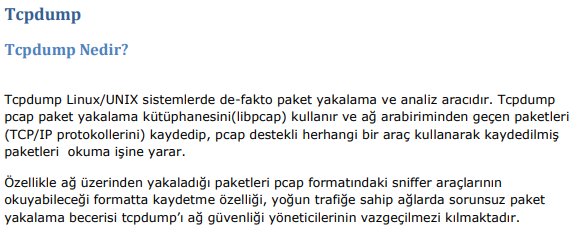 Tcpdump
Tcpdump Nedir?
Tcpdump Linux/UNIX sistemlerde de-fakto paket yakalama ve analiz aracıdır. Tcpdump
pcap paket yakalama kütüphanesini(libpcap) kullanır ve ağ arabiriminden geçen paketleri
(TCP/IP protokollerini) kaydedip, pcap destekli herhangi bir araç kullanarak kaydedilmiş
paketleri  okuma işine yarar.
Özellikle ağ üzerinden yakaladığı paketleri pcap formatındaki sniffer araçlarının
okuyabileceği formatta kaydetme özelliği, yoğun trafiğe sahip ağlarda sorunsuz paket
yakalama becerisi tcpdump’ı ağ güvenliği yöneticilerinin vazgeçilmezi kılmaktadır.